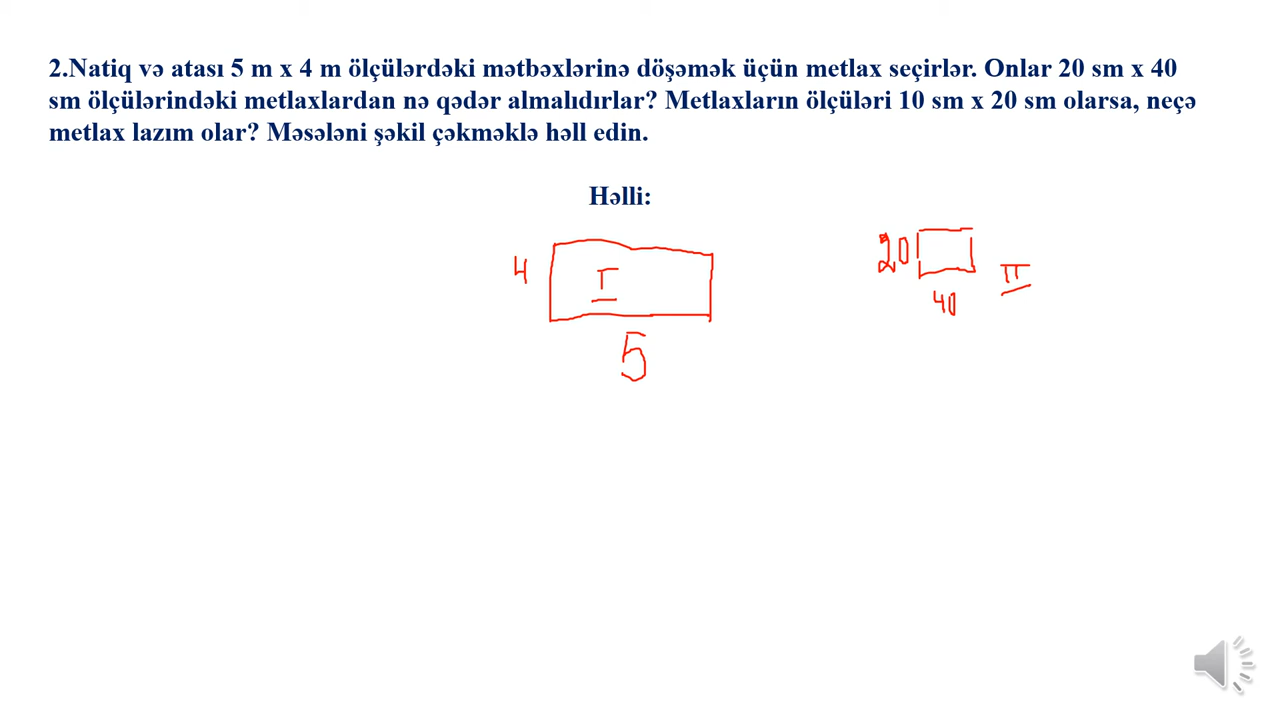 2.Natiq və atası 5 m x 4 m ölçülərdəki mətbəxlərinə döşəmək üçün metlax seçirlər. Onlar 20 sm x 40
sm ölçülərindəki metlaxlardan nə qədər almalıdırlar? Metlaxların ölçüləri 10 sm x 20 sm olarsa, neçə
metlax lazım olar? Məsələni şəkil çəkməklə həll edin.
Həlli:
4
I
5
20
40
II